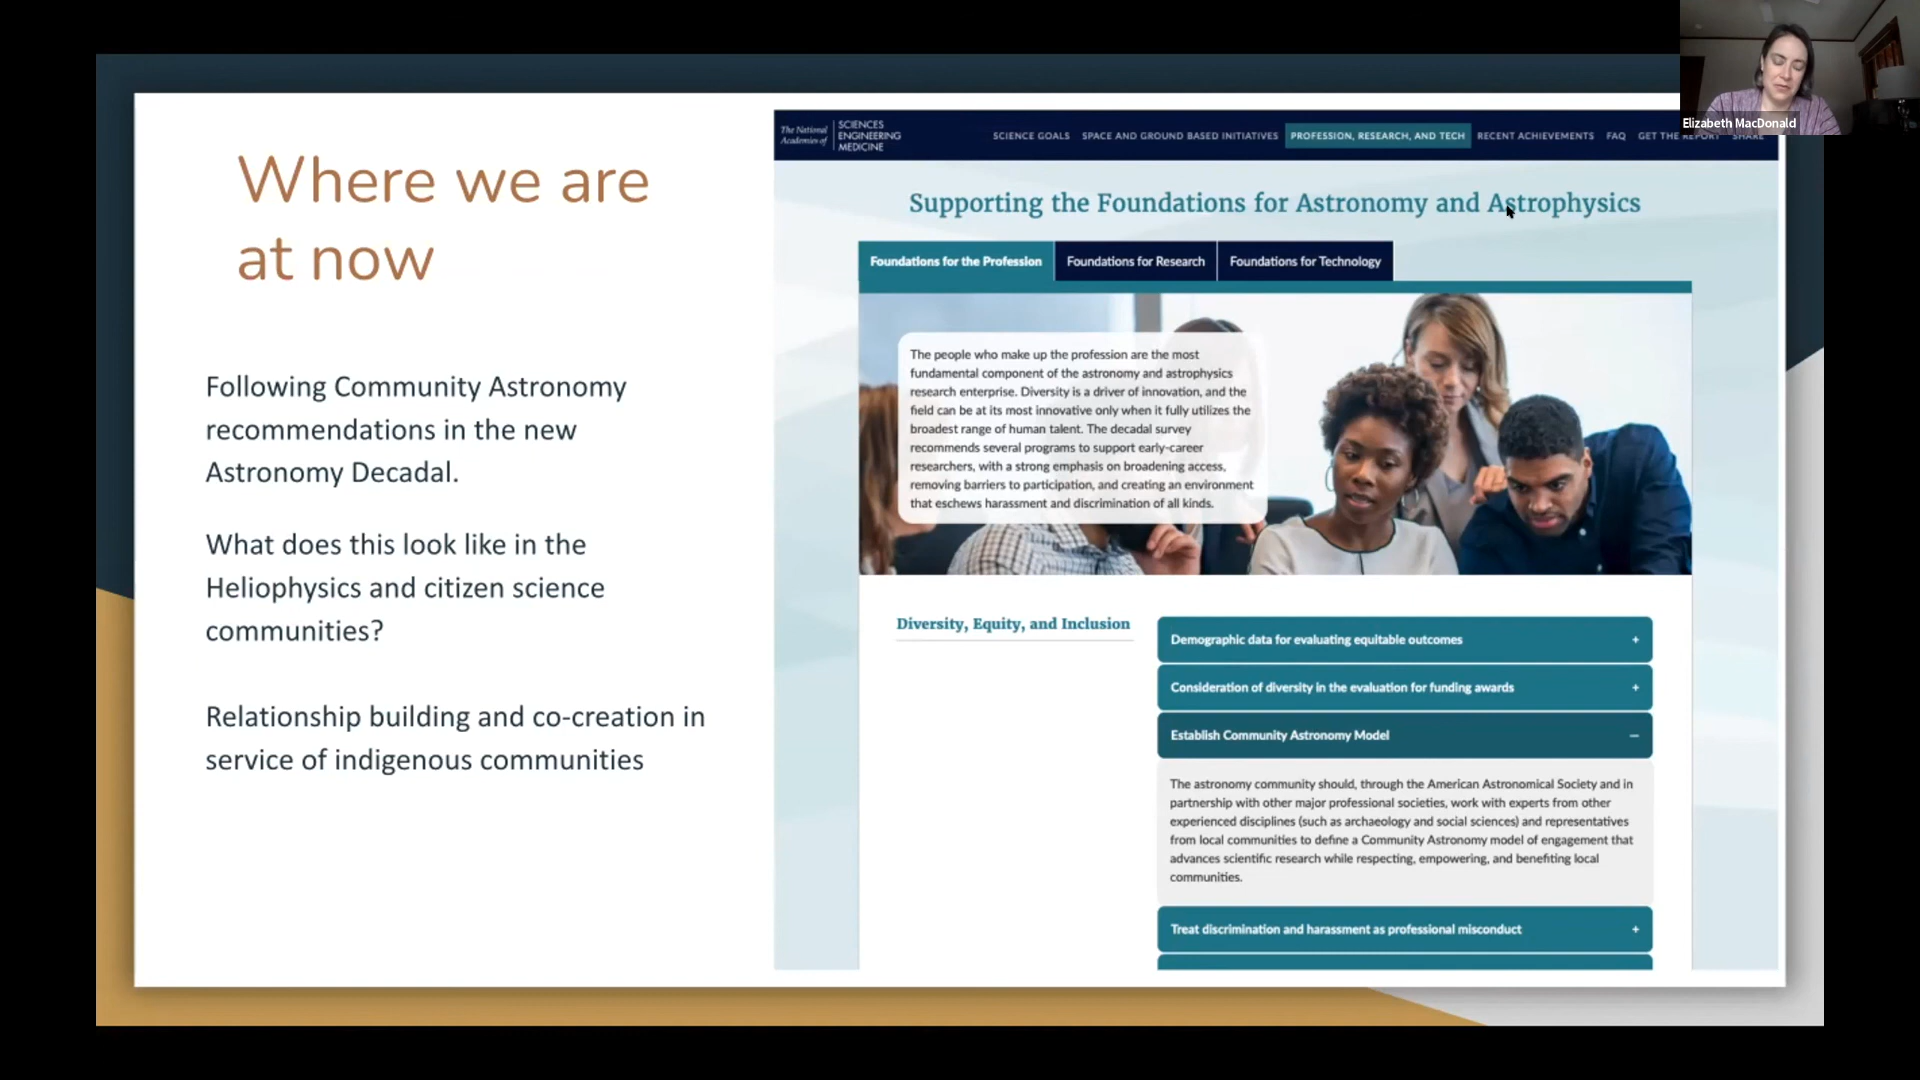 Elizabeth MacDonald
Where we are
at now
Following Community Astronomy
recommendations in the new
Astronomy Decadal.
What does this look like in the
Heliophysics and citizen science
communities?
Relationship building and co-creation in
service of indigenous communities
The National
Academies of
SCIENCES
ENGINEERING
MEDICINE
SCIENCE GOALS SPACE AND GROUND BASED INITIATIVES PROFESSION, RESEARCH, AND TECH RECENT ACHIEVEMENTS FAQ GET THE REPORT SHARE
Supporting the Foundations for Astronomy and Astrophysics
Foundations for the Profession Foundations for Research Foundations for Technology
The people who make up the profession are the most
fundamental component of the astronomy and astrophysics
research enterprise. Diversity is a driver of innovation, and the
field can be at its most innovative only when it fully utilizes the
broadest range of human talent. The decadal survey
recommends several programs to support early-career
researchers, with a strong emphasis on broadening access,
removing barriers to participation, and creating an environment
that eschews harassment and discrimination of all kinds.
Diversity, Equity, and Inclusion
Demographic data for evaluating equitable outcomes +
Consideration of diversity in the evaluation for funding awards +
Establish Community Astronomy Model –
The astronomy community should, through the American Astronomical Society and in
partnership with other major professional societies, work with experts from other
experienced disciplines (such as archaeology and social sciences) and representatives
from local communities to define a Community Astronomy model of engagement that
advances scientific research while respecting, empowering, and benefiting local
communities.
Treat discrimination and harassment as professional misconduct +